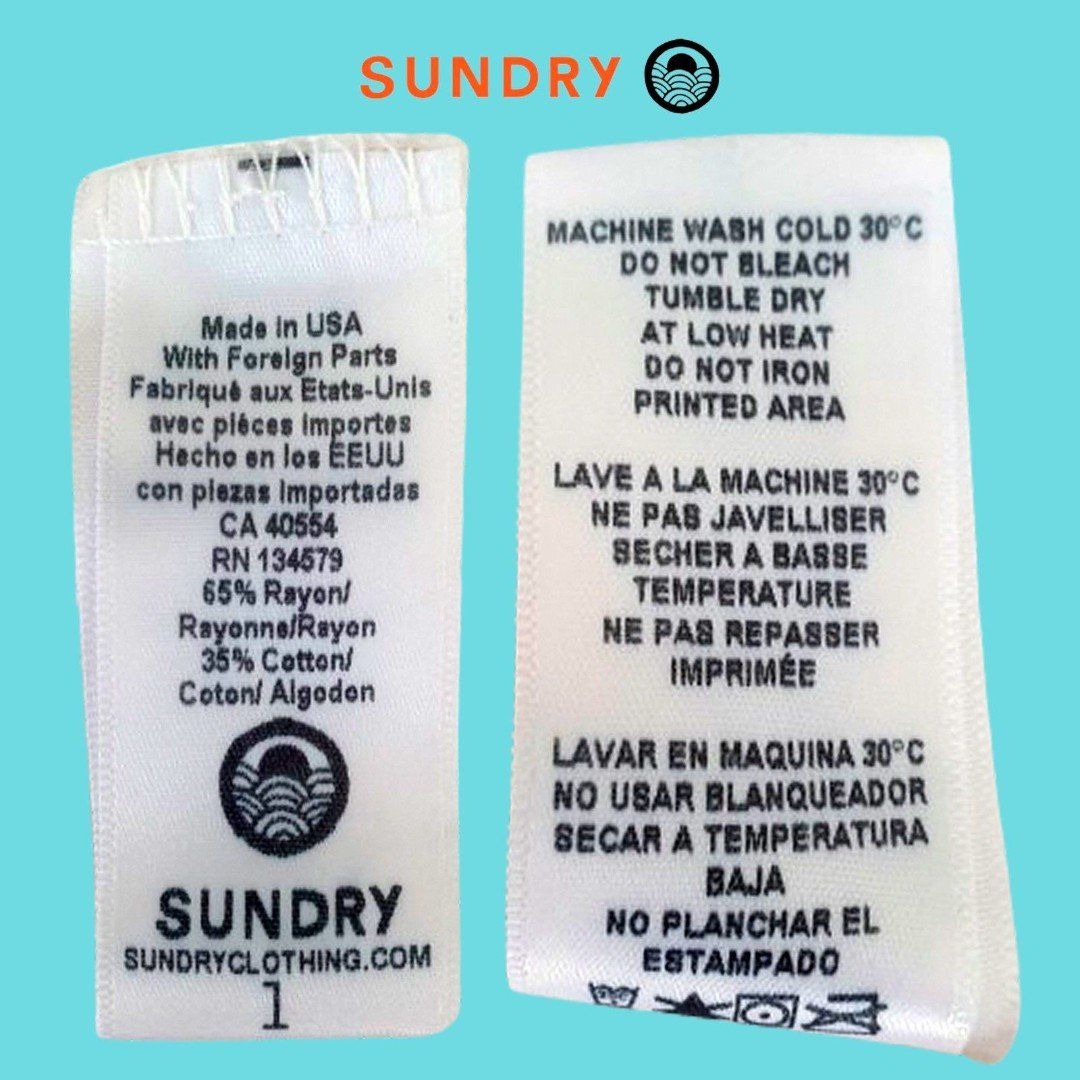 SUNDRY
Made in USA
With Foreign Parts
Fabriqué aux Etats-Unis
avec piéces importes
Hecho en los EEUU
con piezas importadas
CA 40554
RN 134579
65% Rayon/
Rayonne/Rayon
35% Cotton/
Coton/ Algodon
SUNDRY
SUNDRYCLOTHING.COM
1
MACHINE WASH COLD 30°C
DO NOT BLEACH
TUMBLE DRY
AT LOW HEAT
DO NOT IRON
PRINTED AREA
LAVE A LA MACHINE 30°C
NE PAS JAVELLISER
SECHER A BASSE
TEMPERATURE
NE PAS REPASSER
IMPRIMÉE
LAVAR EN MAQUINA 30°C
NO USAR BLANQUEADOR
SECAR A TEMPERATURA
BAJA
NO PLANCHAR EL
ESTAMPADO